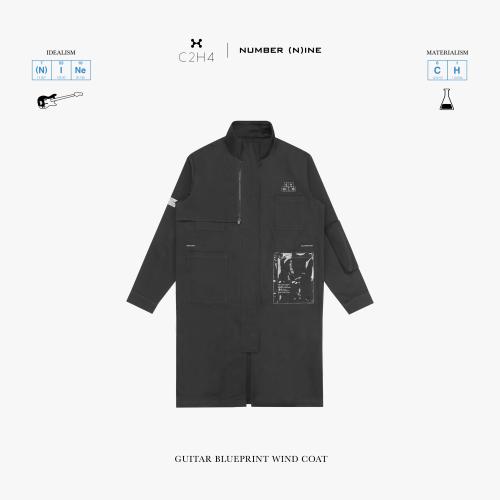 C2H4 | NUMBER (N)INE
IDEALISM
(N) I Ne
MATERIALISM
C H
GUITAR BLUEPRINT WIND COAT